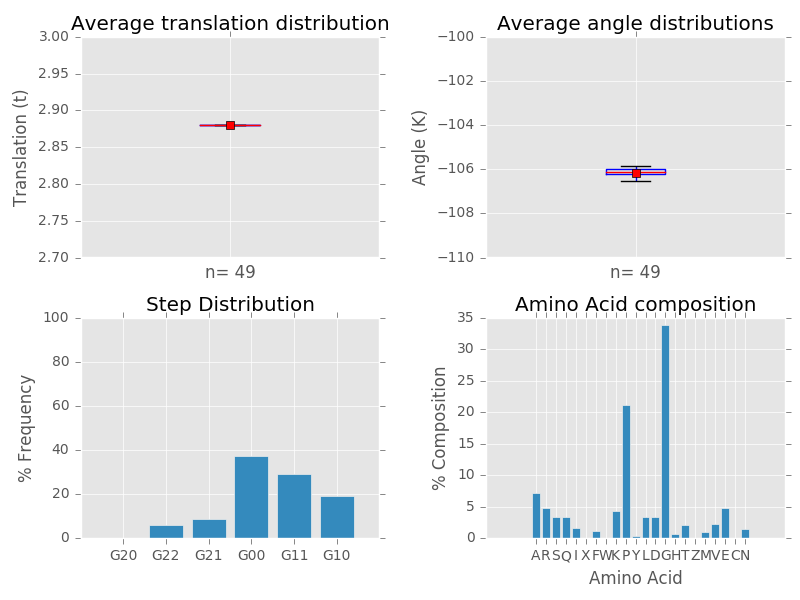 Average translation distribution
3.00
2.95
2.90
2.85
2.80
2.75
2.70
Translation (t)
n= 49
Average angle distributions
−100
−102
−104
−106
−108
−110
Angle (K)
n= 49
Step Distribution
100
80
60
40
20
0
% Frequency
G20 G22 G21 G00 G11 G10
Amino Acid composition
35
30
25
20
15
10
5
0
% Composition
A R S Q I X F W K P Y L D G H T Z M V E C N
Amino Acid